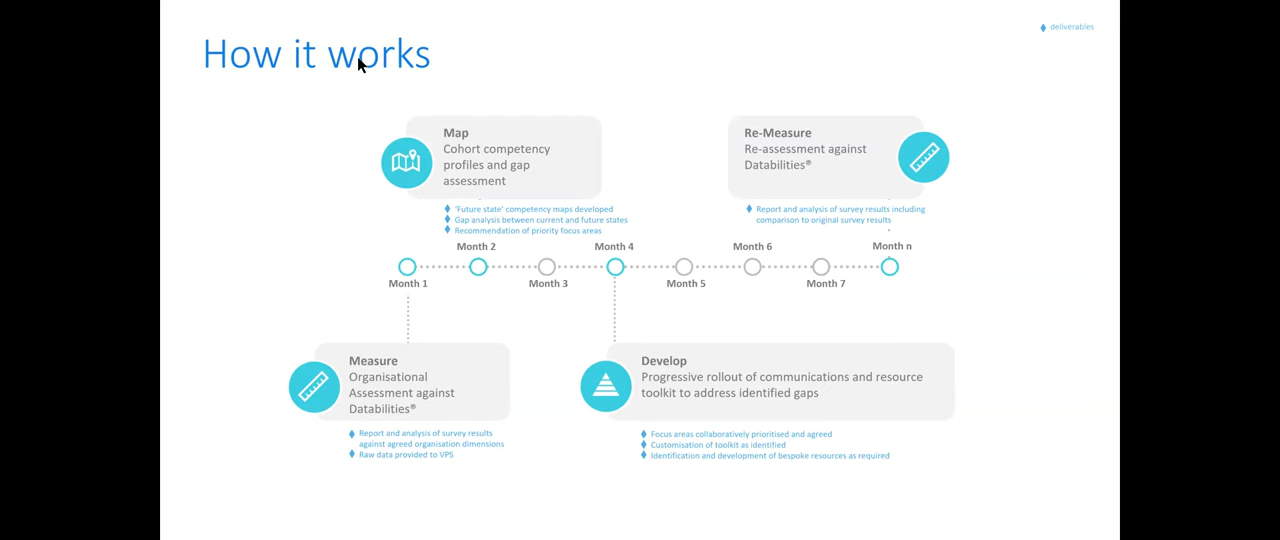 deliverables
How it works
Map
Cohort competency
profiles and gap
assessment
'Future state' competency maps developed
Gap analysis between current and future states
Recommendation of priority focus areas
Re-Measure
Re-assessment against
Databilities®
Report and analysis of survey results including
comparison to original survey results
Month 2
Month 4
Month 6
Month n
Month 1
Month 3
Month 5
Month 7
Measure
Organisational
Assessment against
Databilities®
Report and analysis of survey results
against agreed organisation dimensions
Raw data provided to VPS
Develop
Progressive rollout of communications and resource
toolkit to address identified gaps
Focus areas collaboratively prioritised and agreed
Customisation of toolkit as identified
Identification and development of bespoke resources as required